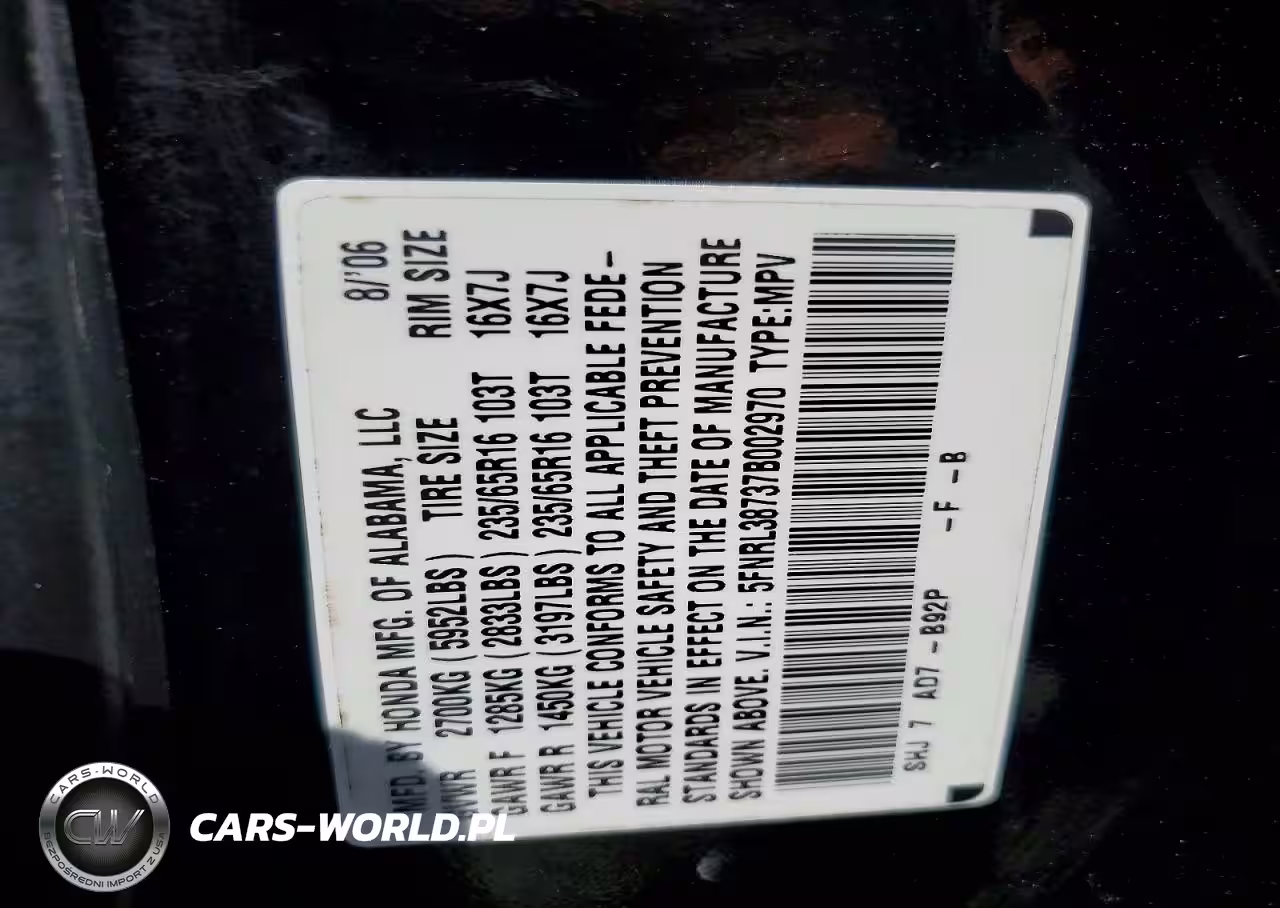 MFD. BY HONDA MFG. OF ALABAMA, LLC 8/'06
2700KG (5952LBS) TIRE SIZE RIM SIZE
GAWR F 1285KG (2833LBS) 235/65R16 103T 16X7J
GAWR R 1450KG (3197LBS) 235/65R16 103T 16X7J
THIS VEHICLE CONFORMS TO ALL APPLICABLE FEDE-
RAL MOTOR VEHICLE SAFETY AND THEFT PREVENTION
STANDARDS IN EFFECT ON THE DATE OF MANUFACTURE
SHOWN ABOVE. V.I.N.: 5FNRL38737B002970 TYPE:MPV
SHJ 7 AD7 -B92P -F -B
CARS-WORLD
CW
BEZPOŚREDNI IMPORT Z USA
CARS-WORLD.PL